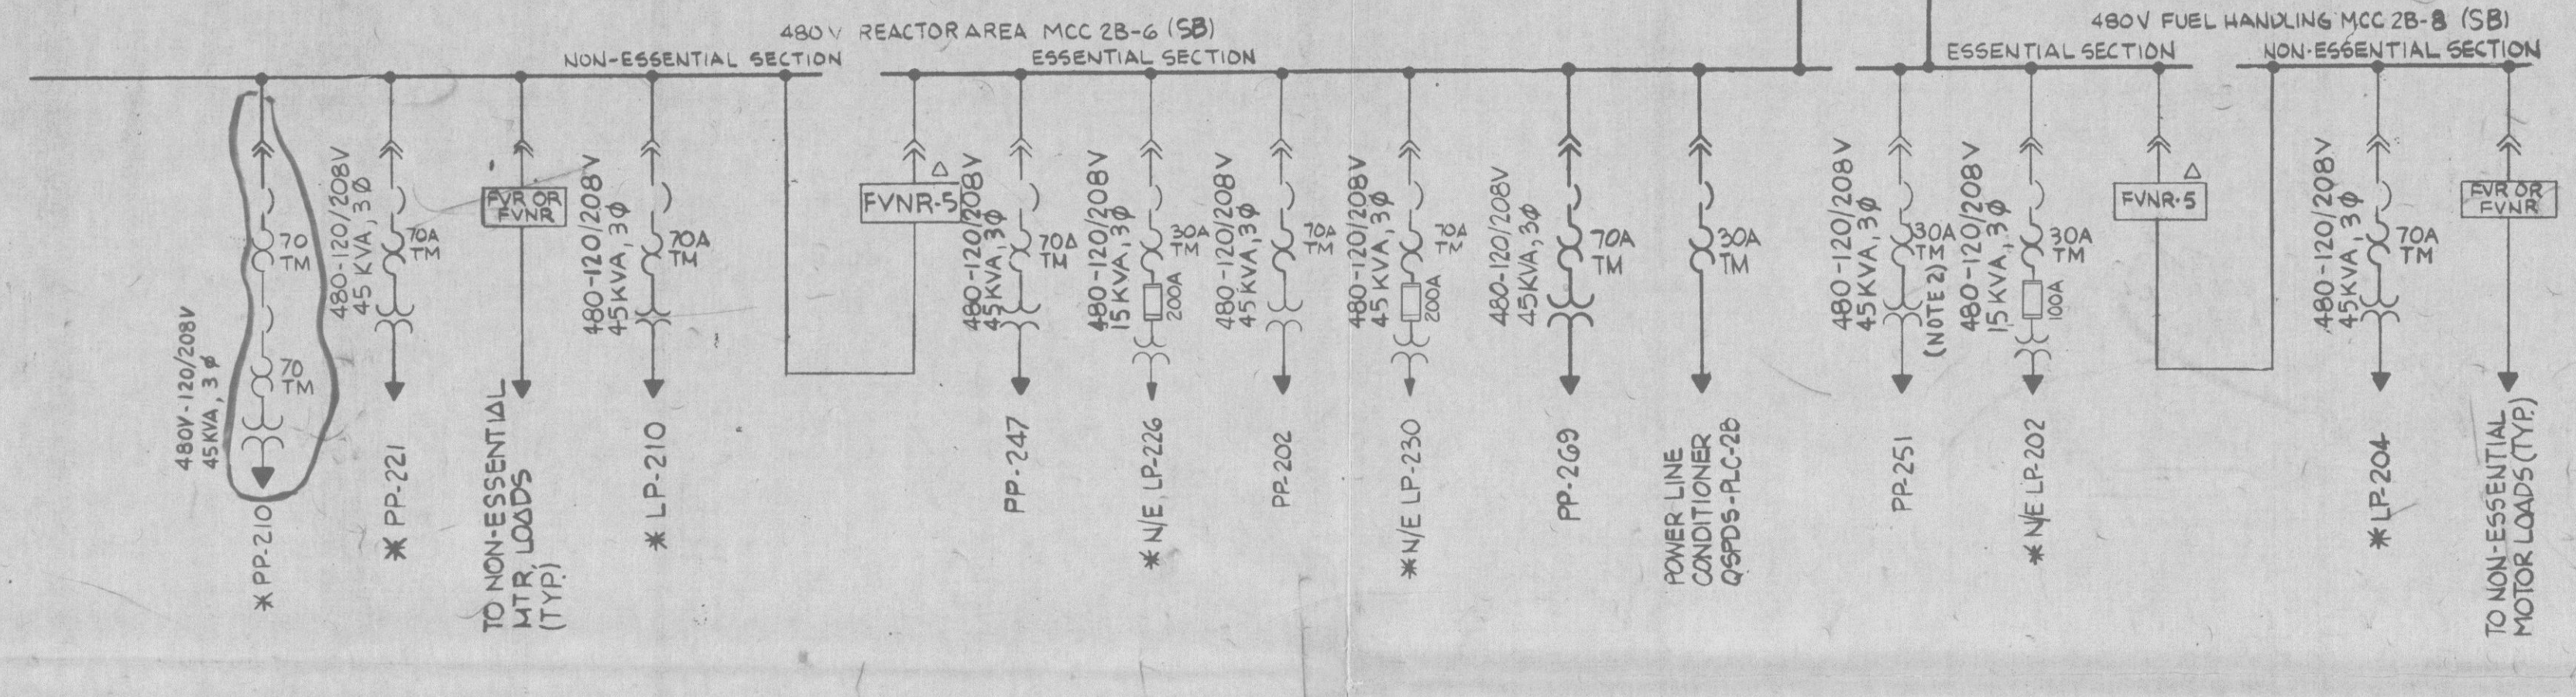 480V REACTOR AREA MCC 2B-6 (SB)
NON-ESSENTIAL SECTION
ESSENTIAL SECTION
480V FUEL HANDLING MCC 2B-8 (SB)
ESSENTIAL SECTION
NON-ESSENTIAL SECTION
70
TM
70
TM
480V-120/208V
45KVA, 3Ø
* PP-210
480-120/208V
45 KVA, 3Ø
70A
TM
* PP-221
FVR OR
FVNR
TO NON-ESSENTIAL
MTR, LOADS
(TYP.)
480-120/208V
45KVA, 3Ø
70A
TM
* LP-210
Δ
FVNR-5
480-120/208V
45KVA, 3Ø
70A
TM
PP-247
480-120/208V
15KVA, 3Ø
30A
TM
200A
* N/E LP-226
480-120/208V
45KVA, 3Ø
70A
TM
PP-202
480-120/208V
45KVA, 3Ø
70A
TM
200A
* N/E LP-230
480-120/208V
45KVA, 3Ø
70A
TM
PP-269
30A
TM
POWER LINE
CONDITIONER
QSPDS-PLC-2B
480-120/208V
45KVA, 3Ø
30A
TM
(NOTE 2)
PP-251
480-120/208V
15KVA, 3Ø
30A
TM
100A
* N/E LP-202
Δ
FVNR-5
480-120/208V
45KVA, 3Ø
70A
TM
* LP-204
FVR OR
FVNR
TO NON-ESSENTIAL
MOTOR LOADS (TYP.)